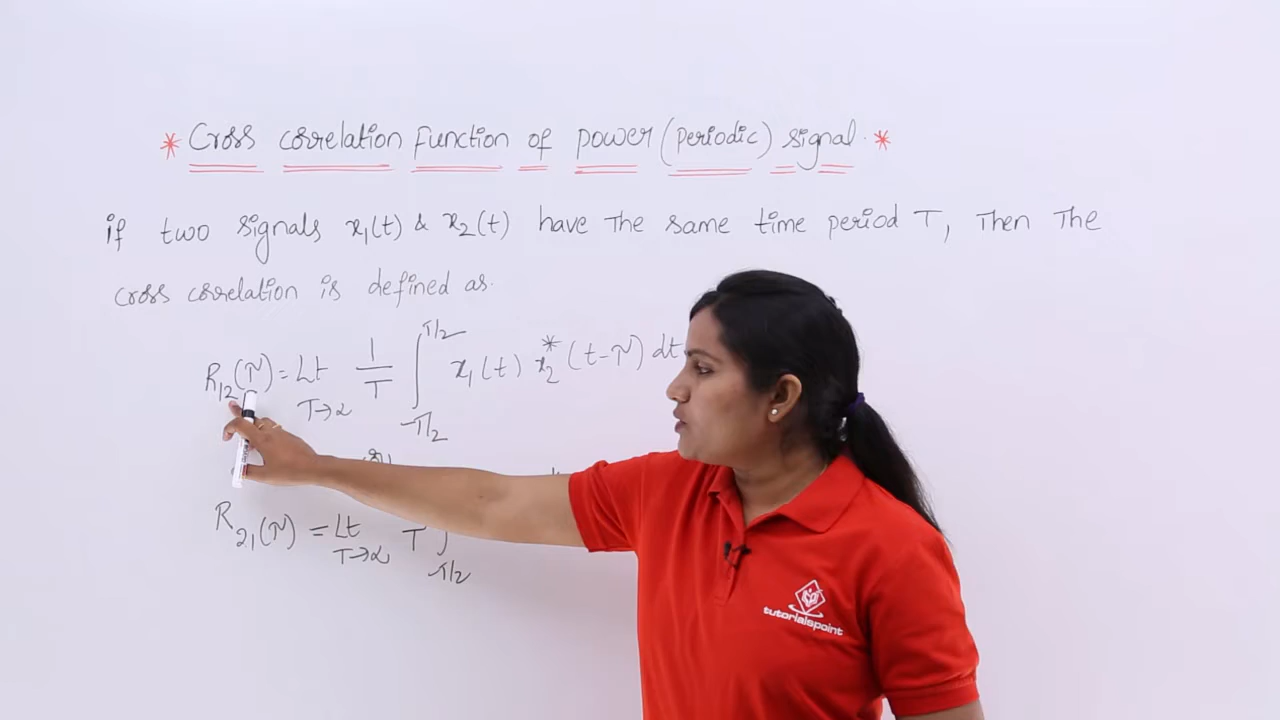 * Cross correlation Function of power (periodic) signal. *
if two signals x₁(t) & x₂(t) have the same time period T, Then the
cross correlation is defined as.
R₁₂(τ) = Lt T→∝ 1/T ∫ T/2 -T/2 x₁(t) x₂*(t-τ) dt
R₂₁(τ) = Lt T→∝ T ∫ -T/2
tutorialspoint